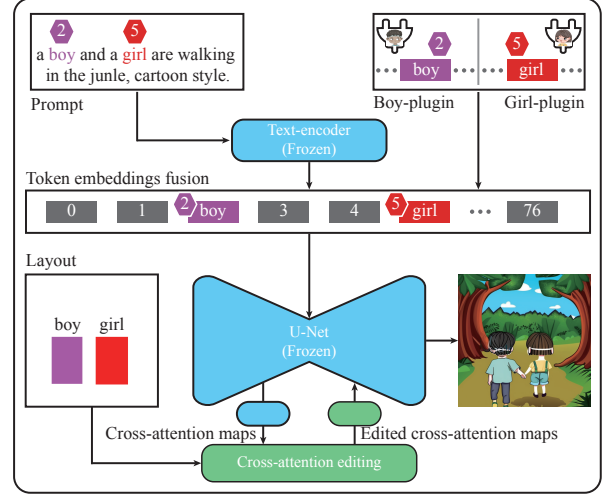 2 5
a boy and a girl are walking
in the junle, cartoon style.
Prompt
2 5
boy girl
Boy-plugin Girl-plugin
Text-encoder
(Frozen)
Token embeddings fusion
0 1 2 boy 3 4 5 girl ... 76
Layout
boy girl
U-Net
(Frozen)
Cross-attention maps
Edited cross-attention maps
Cross-attention editing